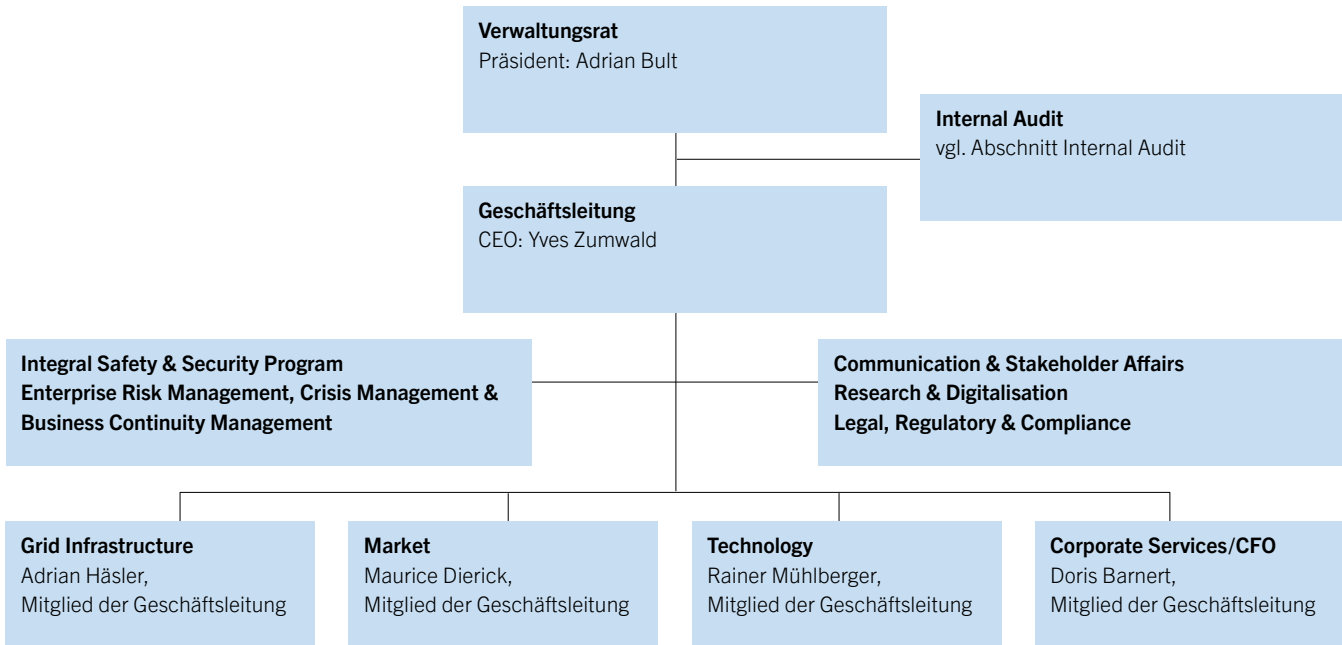 Verwaltungsrat
Präsident: Adrian Bult
Internal Audit
vgl. Abschnitt Internal Audit
Geschäftsleitung
CEO: Yves Zumwald
Integral Safety & Security Program
Enterprise Risk Management, Crisis Management &
Business Continuity Management
Communication & Stakeholder Affairs
Research & Digitalisation
Legal, Regulatory & Compliance
Grid Infrastructure
Adrian Häsler,
Mitglied der Geschäftsleitung
Market
Maurice Dierick,
Mitglied der Geschäftsleitung
Technology
Rainer Mühlberger,
Mitglied der Geschäftsleitung
Corporate Services/CFO
Doris Barnert,
Mitglied der Geschäftsleitung